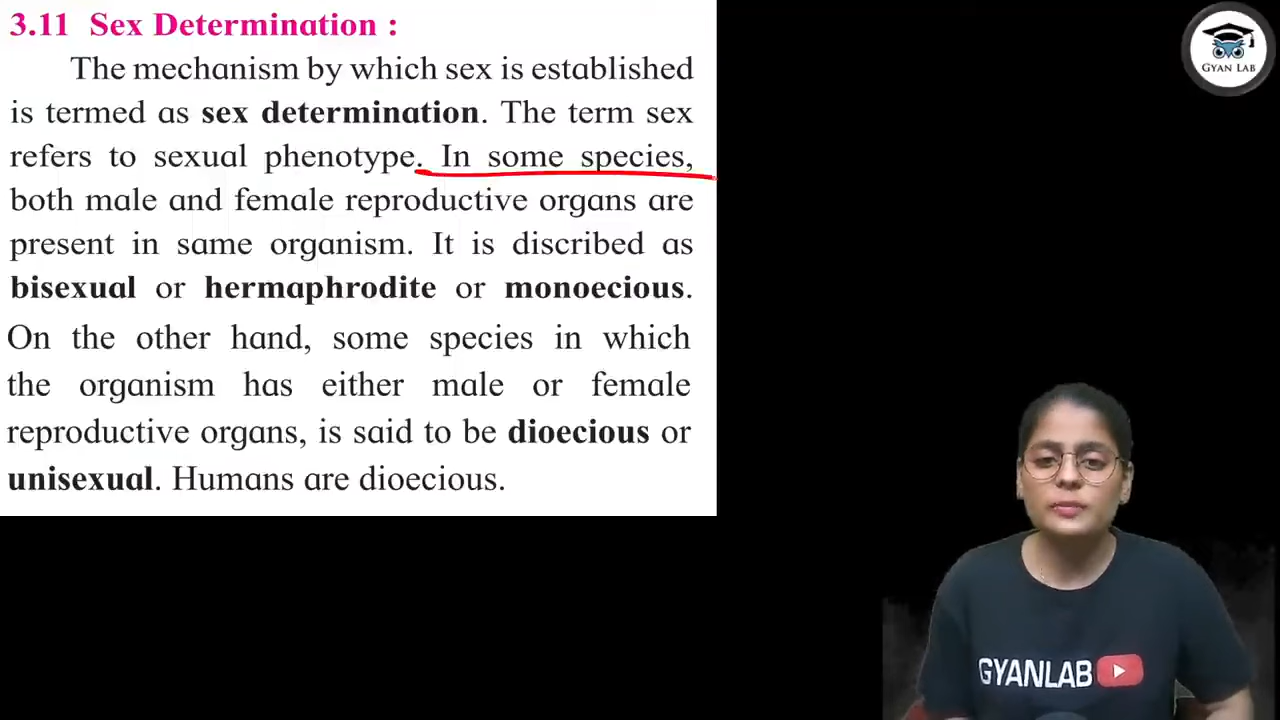 3.11 Sex Determination :
The mechanism by which sex is established
is termed as sex determination. The term sex
refers to sexual phenotype. In some species,
both male and female reproductive organs are
present in same organism. It is discribed as
bisexual or hermaphrodite or monoecious.
On the other hand, some species in which
the organism has either male or female
reproductive organs, is said to be dioecious or
unisexual. Humans are dioecious.
GYAN LAB
GYANLAB